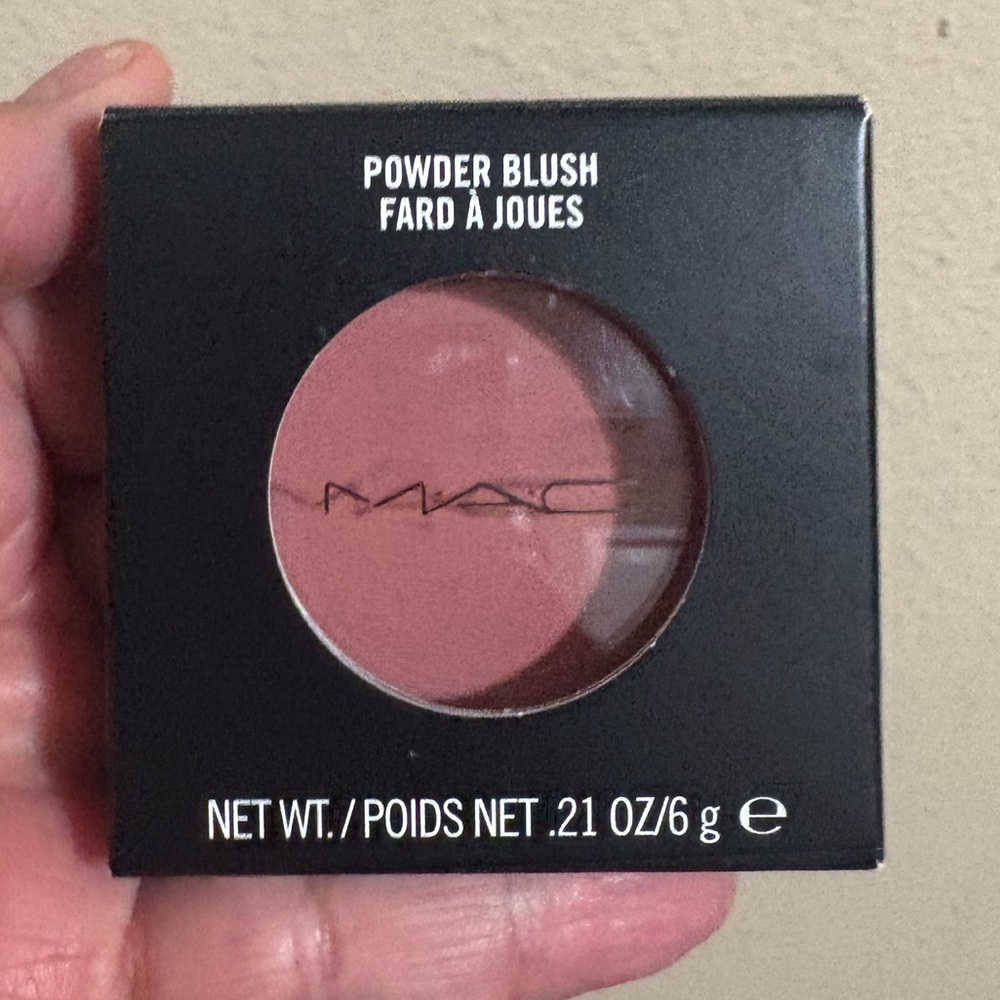 POWDER BLUSH
FARD À JOUES
MAC
NET WT. / POIDS NET .21 OZ/6 g ℮